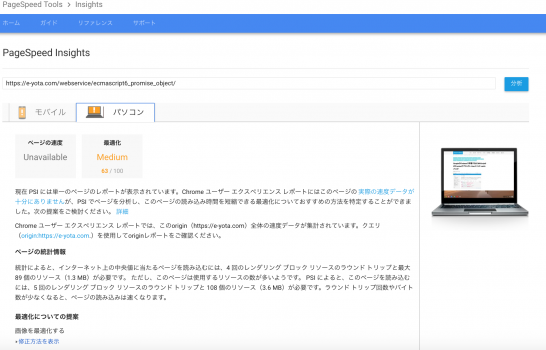 PageSpeed Tools > Insights
ホーム ガイド リファレンス サポート
PageSpeed Insights
https://e-yota.com/webservice/ecmascript6_promise_object/ 分析
モバイル パソコン
ページの速度 最適化
Unavailable Medium
63 / 100
現在 PSI には単一のページのレポートが表示されています。Chrome ユーザー エクスペリエンス レポートにはこのページの 実際の速度データが
十分にありませんが、PSI でページを分析し、このページの読み込み時間を短縮できる最適化についておすすめの方法を特定することができま
した。次の提案をご検討ください。 詳細
Chrome ユーザー エクスペリエンス レポートでは、このorigin（https://e-yota.com）全体の速度データが集計されています。クエリ
（origin:https://e-yota.com.）を使用してoriginレポートをご確認ください。
ページの統計情報
統計によると、インターネット上の中央値に当たるページを読み込むには、4 回のレンダリング ブロック リソースのラウンド トリップと最大
89 個のリソース（1.3 MB）が必要です。 ただし、このページは使用するリソースの数が多いようです。 PSI によると、このページを読み込
むには、5 回のレンダリング ブロック リソースのラウンド トリップと 108 個のリソース（3.6 MB）が必要です。ラウンド トリップ回数やバイト
数が少なくなると、ページの読み込みは速くなります。
最適化についての提案
画像を最適化する
修正方法を表示